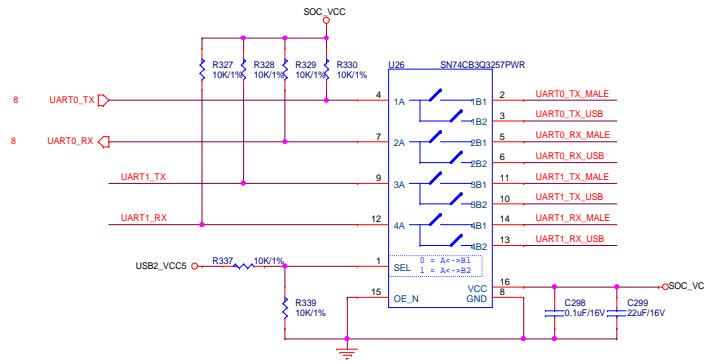 SOC_VCC
R327 R328 R329 R330
10K/1% 10K/1% 10K/1% 10K/1%
U26 SN74CB3Q3257PWR
8 UART0_TX 4 1A 1B1 2 UART0_TX_MALE
1B2 3 UART0_TX_USB
8 UART0_RX 7 2A 2B1 5 UART0_RX_MALE
2B2 6 UART0_RX_USB
UART1_TX 9 3A 3B1 11 UART1_TX_MALE
3B2 10 UART1_TX_USB
UART1_RX 12 4A 4B1 14 UART1_RX_MALE
4B2 13 UART1_RX_USB
USB2_VCC5 R337 10K/1% 1 SEL 0 = A<->B1
1 = A<->B2
R339
10K/1%
15 OE_N
VCC 16 SOC_VC
GND 8
C298
0.1uF/16V
C299
22uF/16V